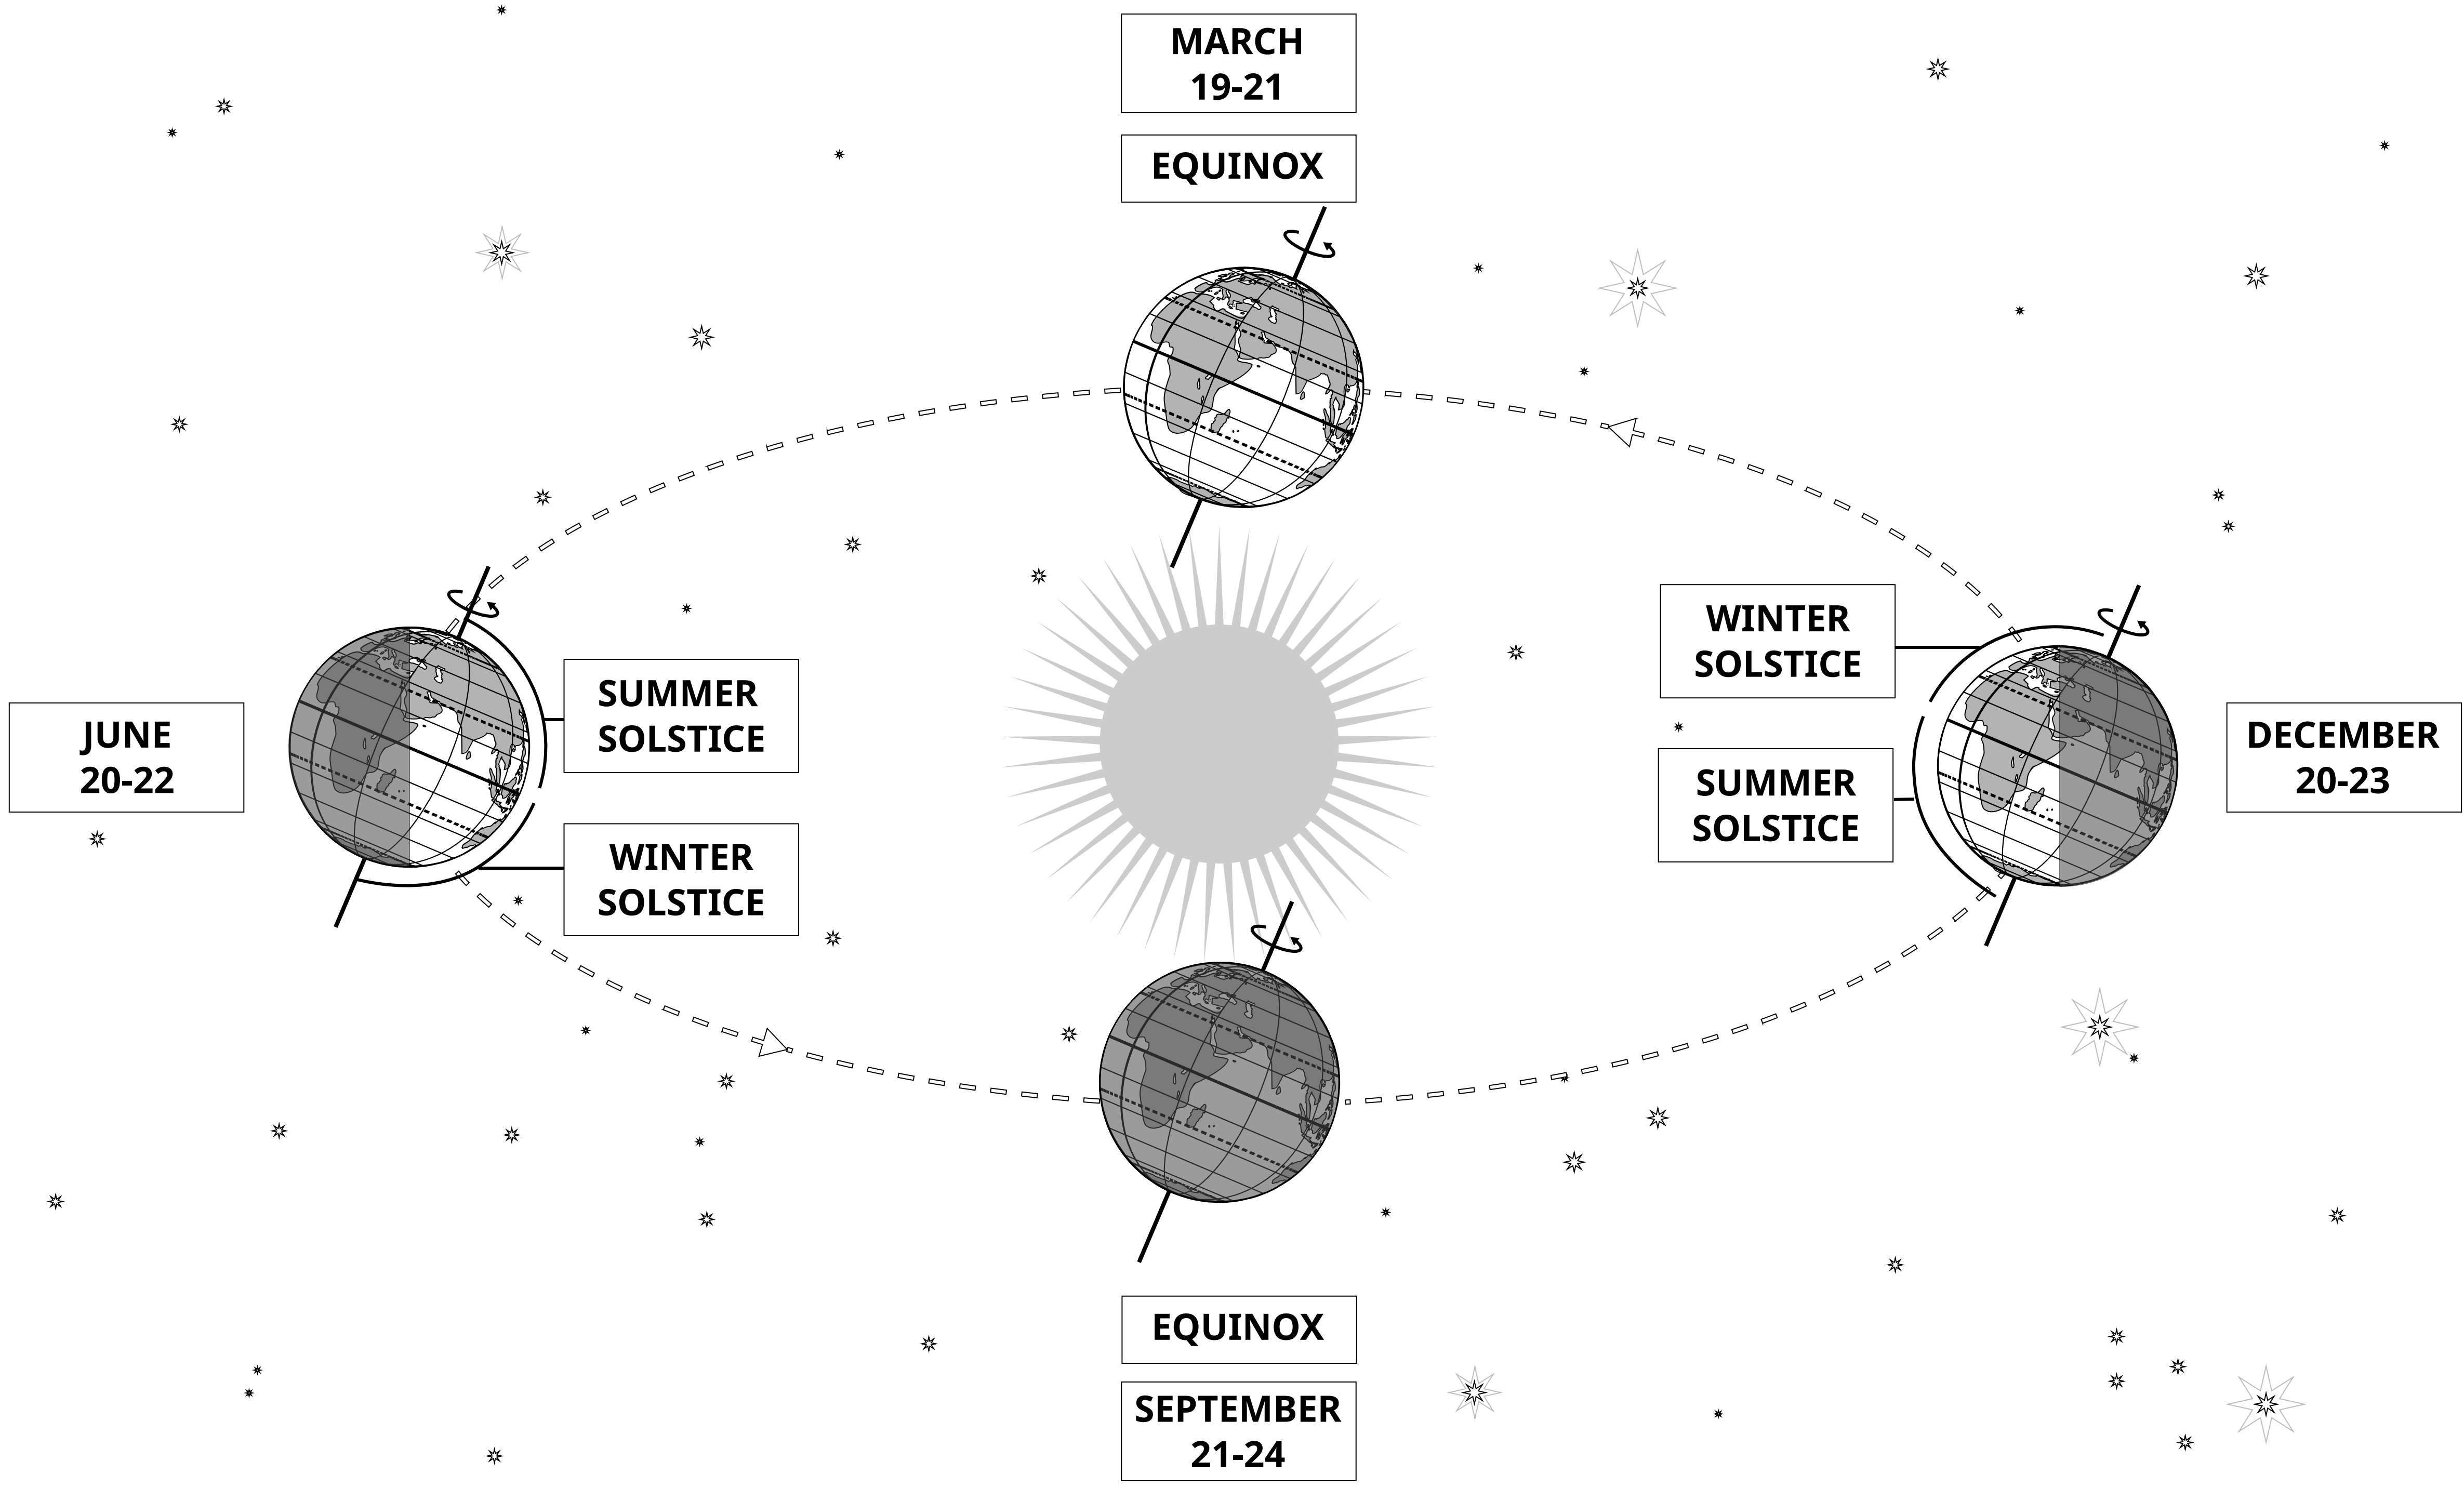 MARCH
19-21
EQUINOX
SUMMER
SOLSTICE
JUNE
20-22
WINTER
SOLSTICE
WINTER
SOLSTICE
SUMMER
SOLSTICE
DECEMBER
20-23
EQUINOX
SEPTEMBER
21-24